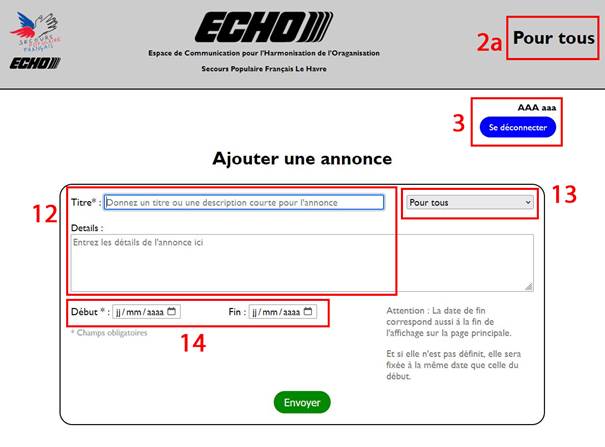 SECOURS
POPULAIRE
FRANÇAIS
ECHO
ECHO
Espace de Communication pour l'Harmonisation de l'Oraganisation
Secours Populaire Français Le Havre
2a
Pour tous
3
AAA aaa
Se déconnecter
Ajouter une annonce
12
Titre* :
Donnez un titre ou une description courte pour l'annonce
Pour tous
13
Details :
Entrez les détails de l'annonce ici
Début * : jj/mm/aaaa
Fin : jj/mm/aaaa
* Champs obligatoires
14
Attention : La date de fin
correspond aussi à la fin de
l'affichage sur la page principale.
Et si elle n'est pas définit, elle sera
fixée à la même date que celle du
début.
Envoyer